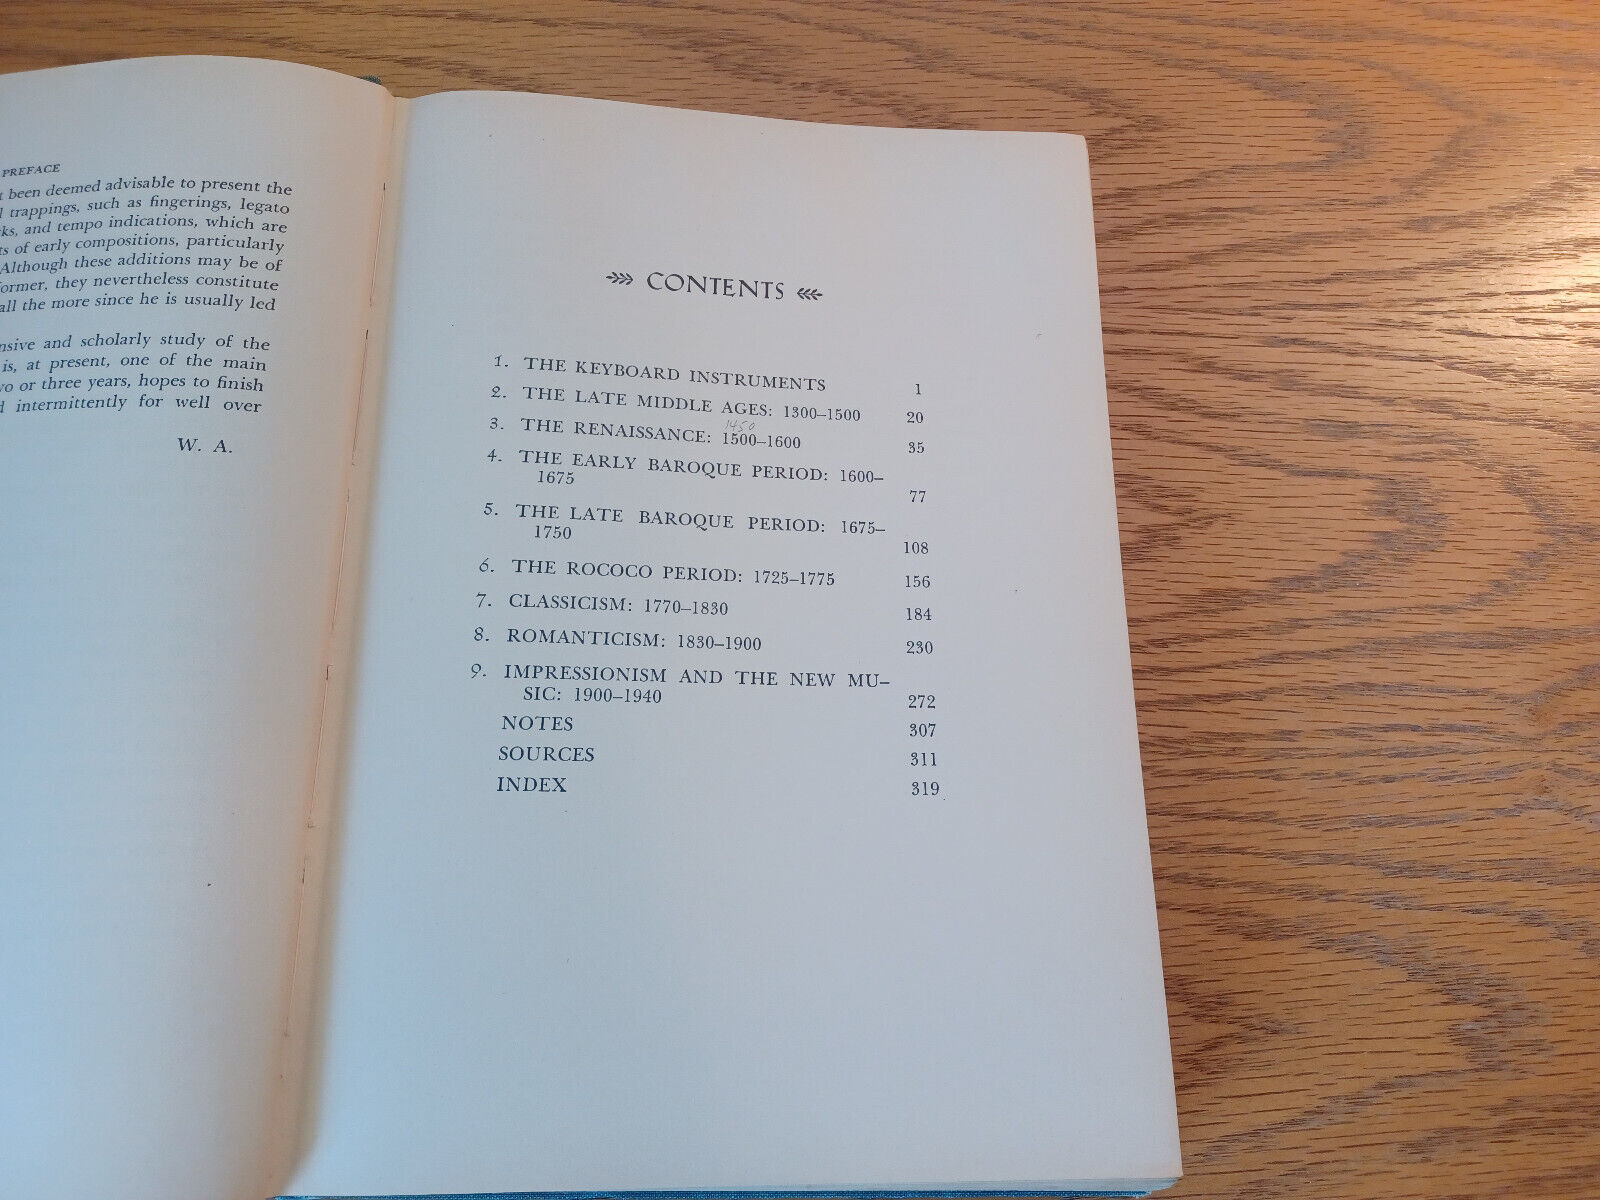 PREFACE
been deemed advisable to present the
trappings, such as fingerings, legato
and tempo indications, which are
of early compositions, particularly
Although these additions may be of
they nevertheless constitute
all the more since he is usually led
and scholarly study of the
is, at present, one of the main
or three years, hopes to finish
intermittently for well over
W. A.
CONTENTS
1. THE KEYBOARD INSTRUMENTS 1
2. THE LATE MIDDLE AGES: 1300–1500 20
1450
3. THE RENAISSANCE: 1500–1600 35
4. THE EARLY BAROQUE PERIOD: 1600–
1675 77
5. THE LATE BAROQUE PERIOD: 1675–
1750 108
6. THE ROCOCO PERIOD: 1725–1775 156
7. CLASSICISM: 1770–1830 184
8. ROMANTICISM: 1830–1900 230
9. IMPRESSIONISM AND THE NEW MU–
SIC: 1900–1940 272
NOTES 307
SOURCES 311
INDEX 319